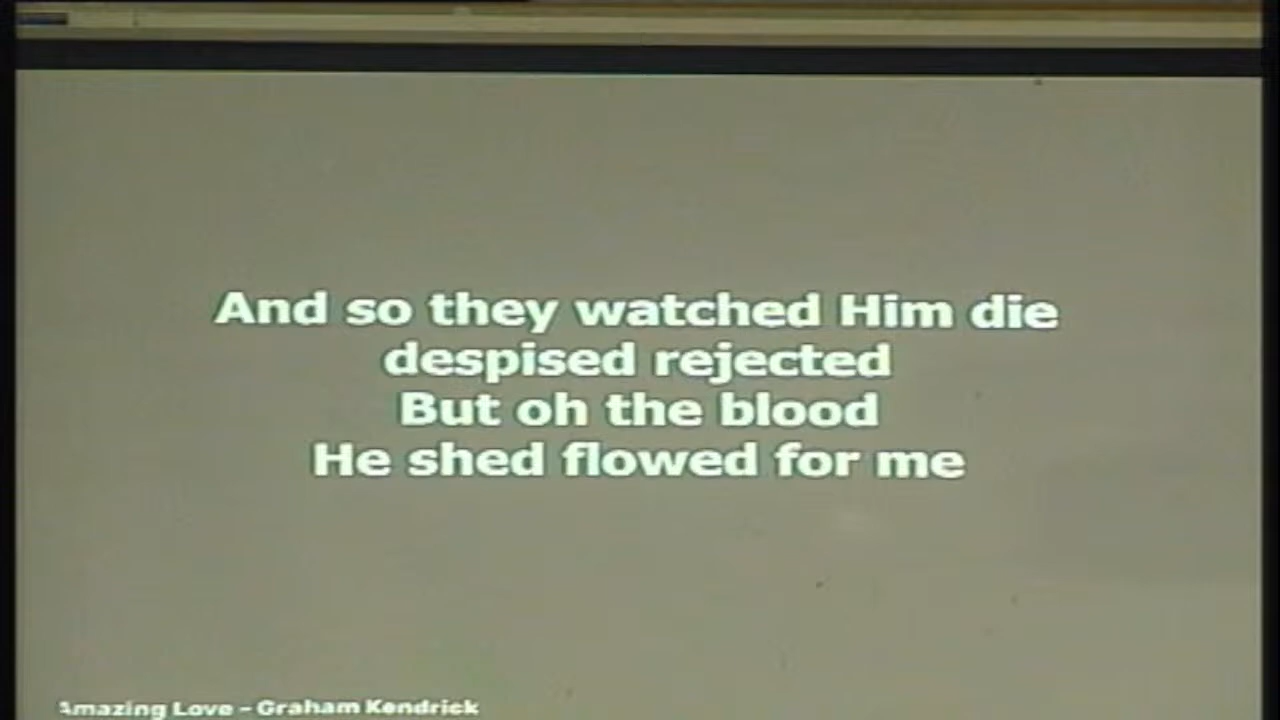 And so they watched Him die
despised rejected
But oh the blood
He shed flowed for me
Amazing Love - Graham Kendrick